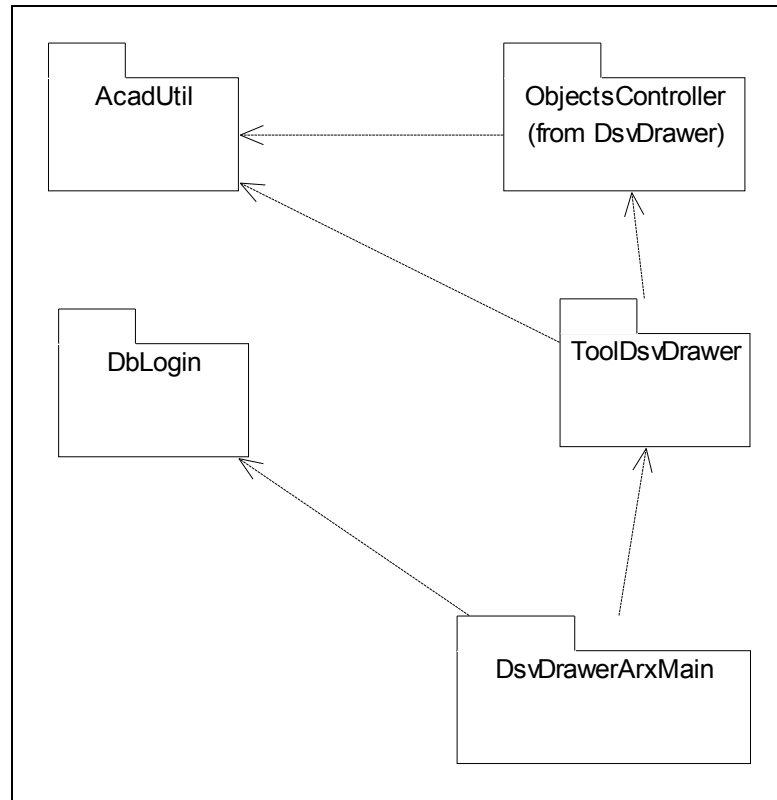 AcadUtil
ObjectsController
(from DsvDrawer)
DbLogin
ToolDsvDrawer
DsvDrawerArxMain